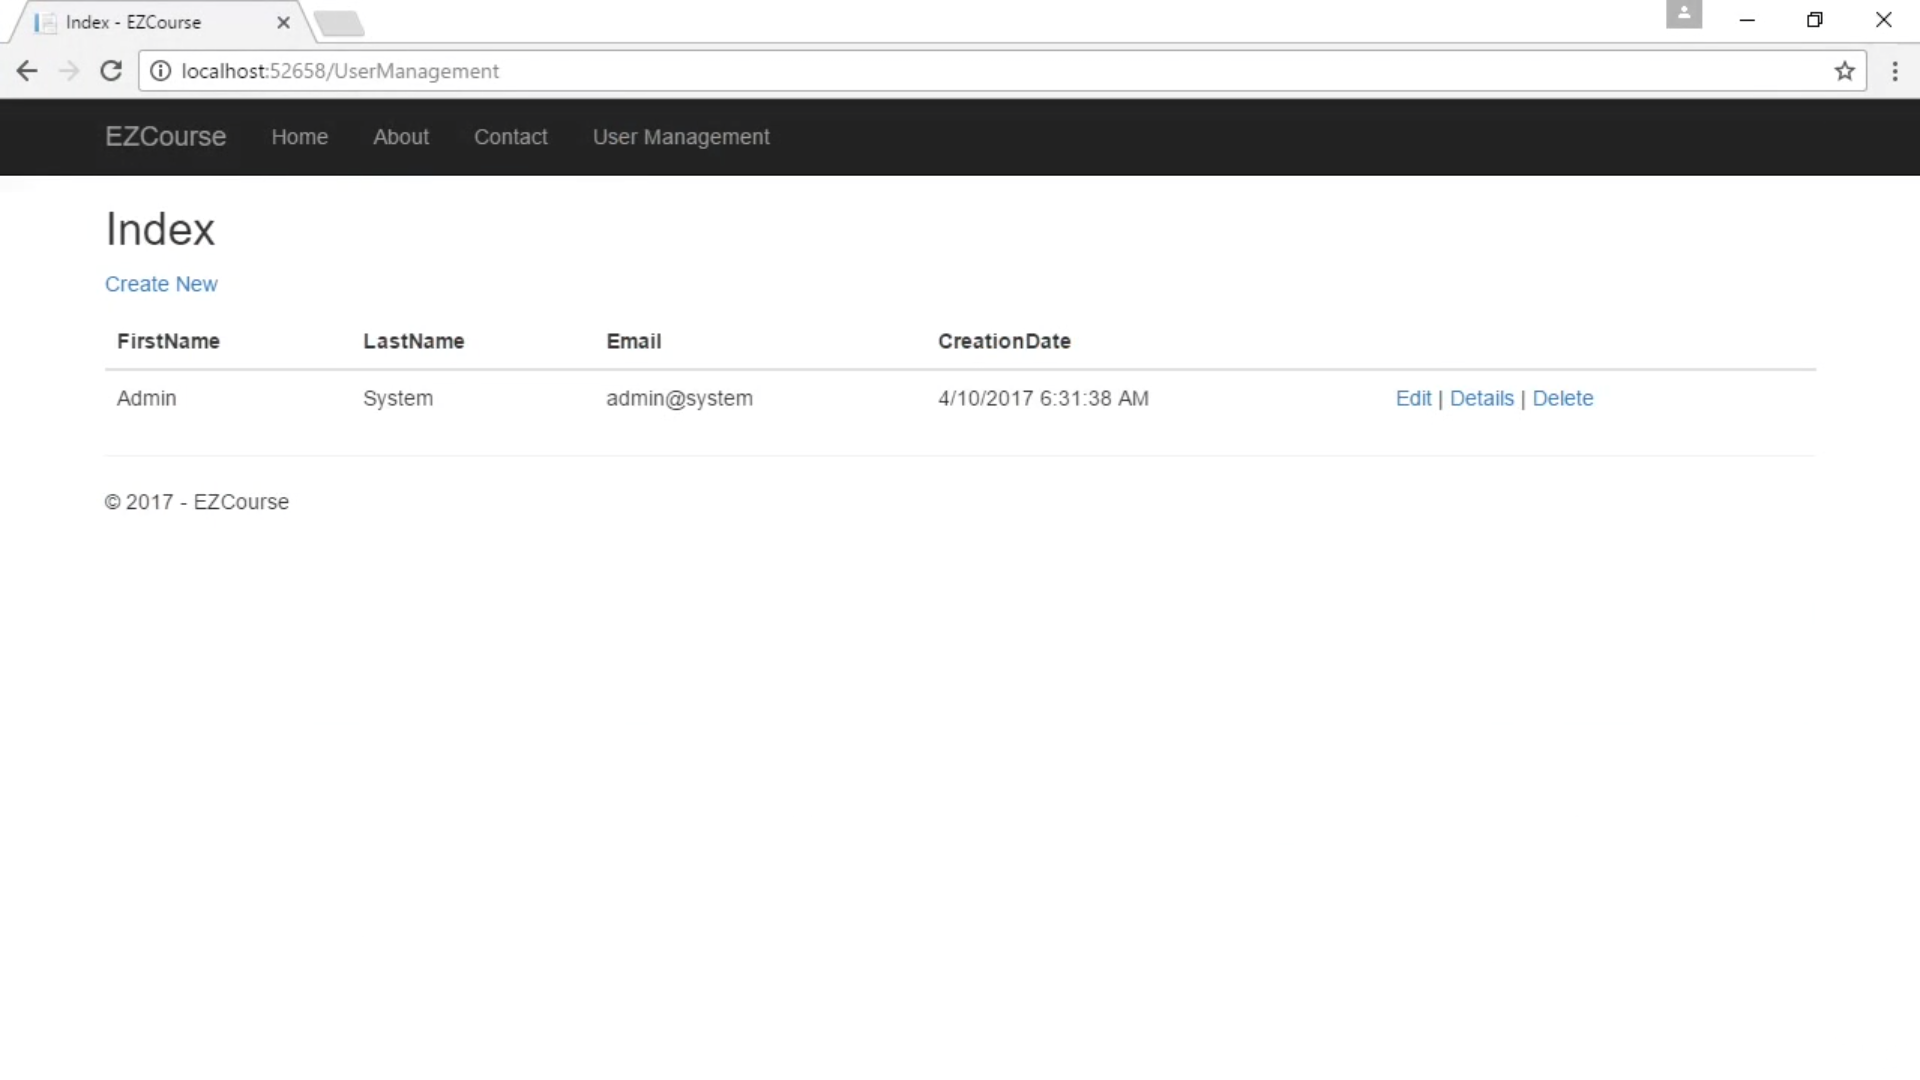 Index - EZCourse
localhost:52658/UserManagement
EZCourse Home About Contact User Management
Index
Create New
FirstName LastName Email CreationDate
Admin System admin@system 4/10/2017 6:31:38 AM Edit | Details | Delete
© 2017 - EZCourse